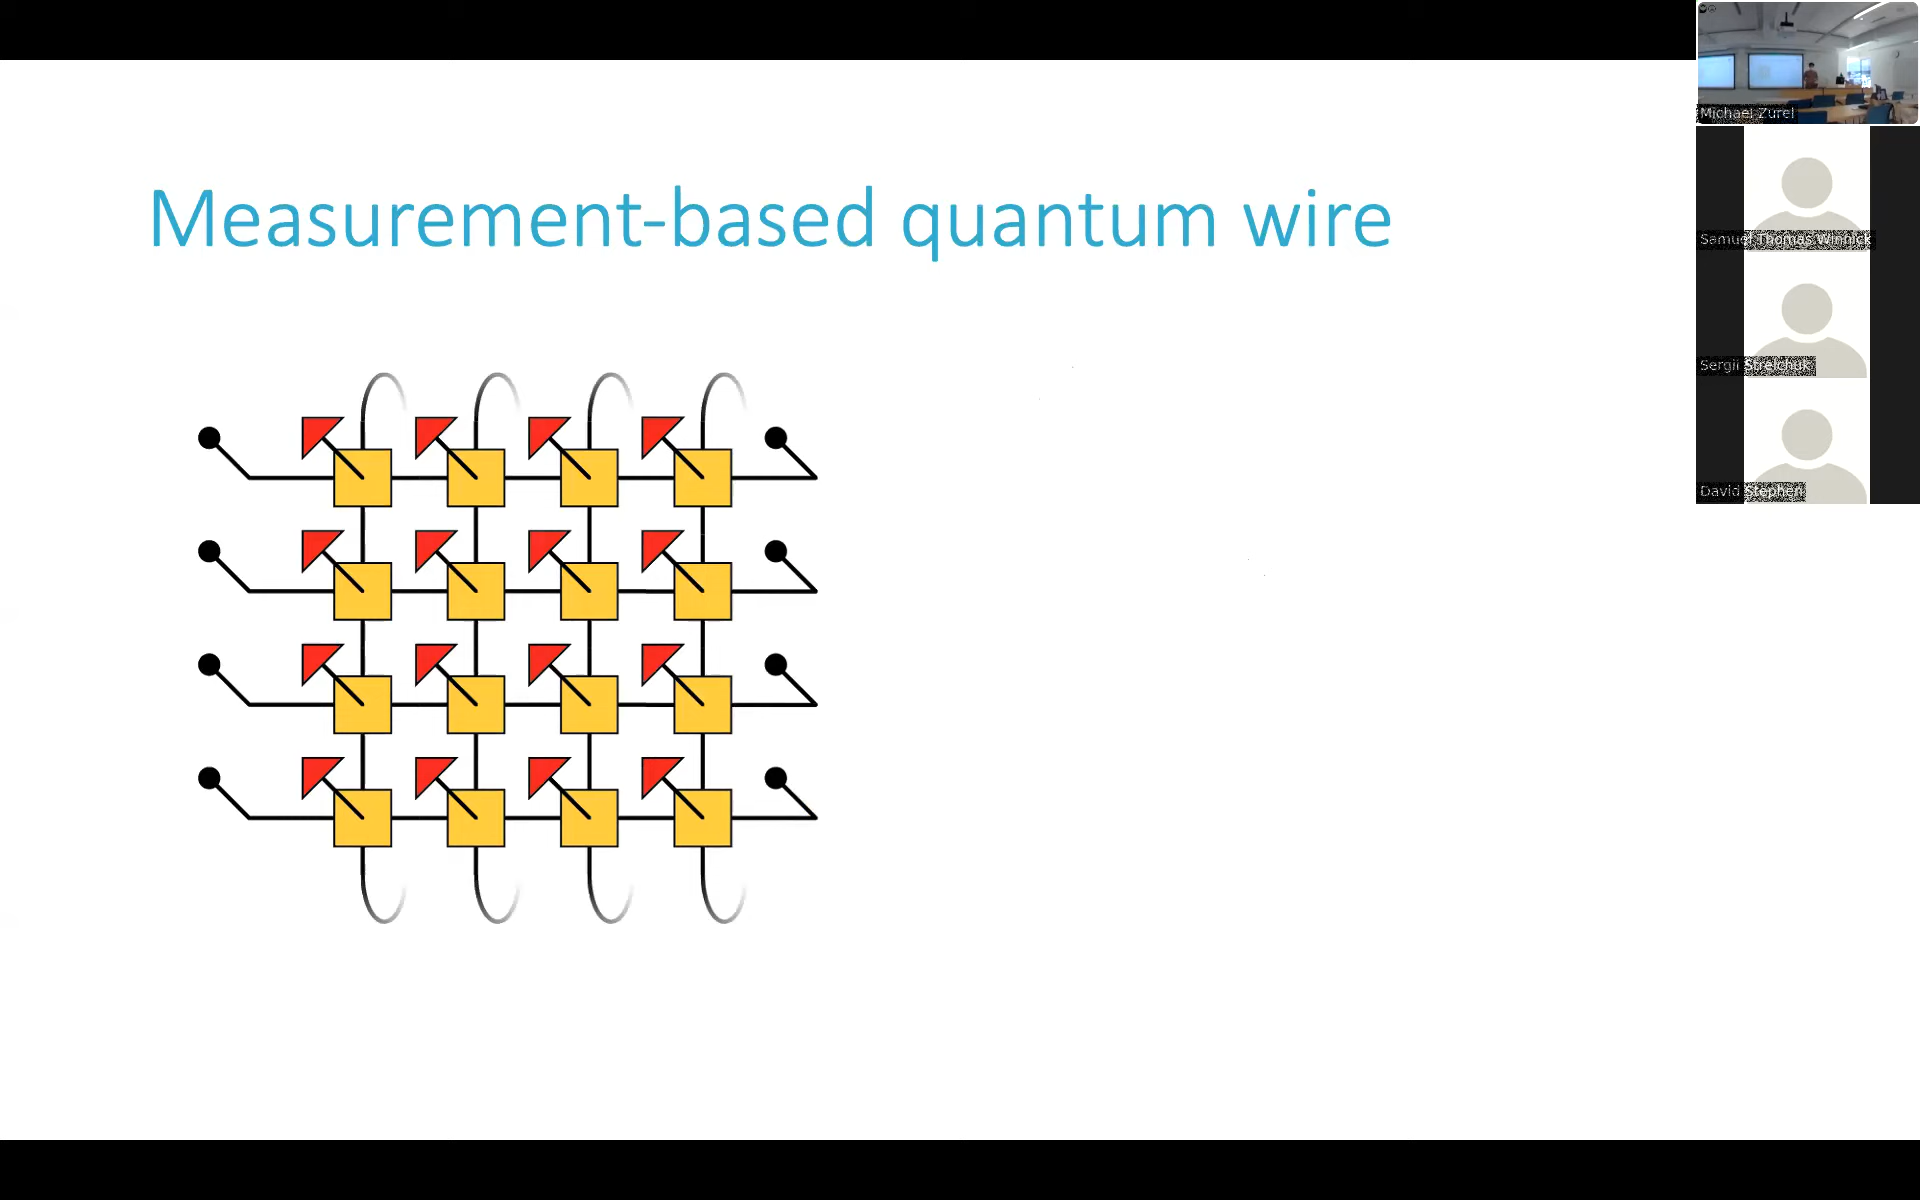 Measurement-based quantum wire
Michael Zurel
Samuel Thomas Winnick
Sergii Strelchuk
David Stephen